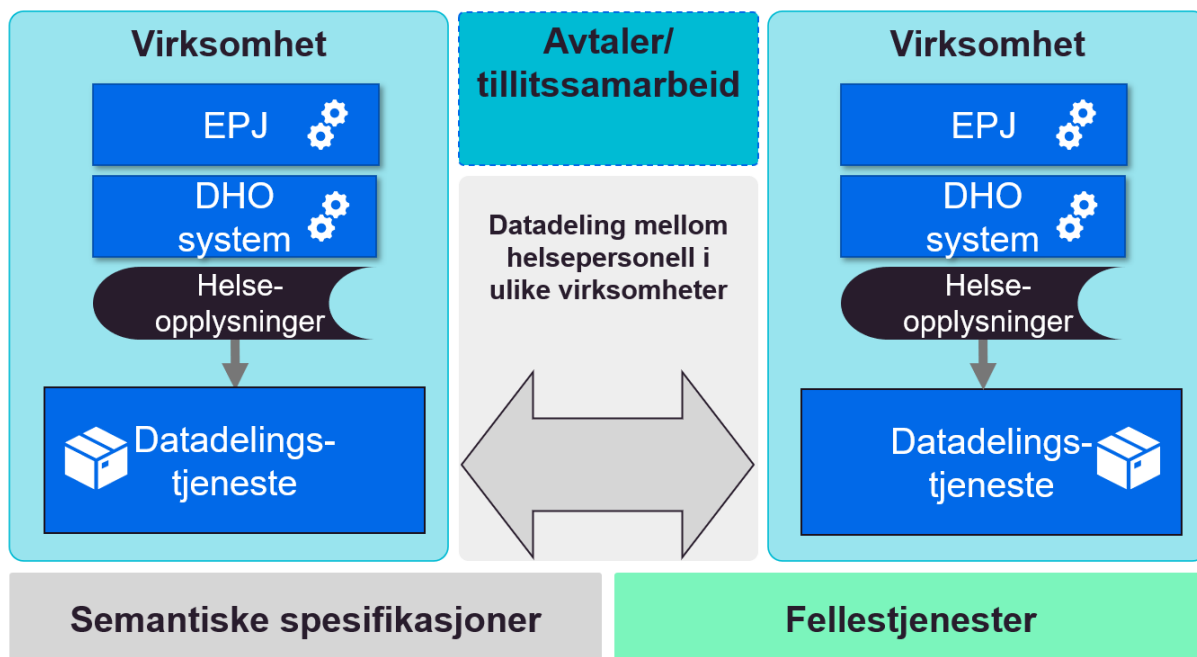 Virksomhet
EPJ
DHO
system
Helse-
opplysninger
Datadelings-
tjeneste
Avtaler/
tillitssamarbeid
Datadeling mellom
helsepersonell i
ulike virksomheter
Virksomhet
EPJ
DHO
system
Helse-
opplysninger
Datadelings-
tjeneste
Semantiske spesifikasjoner
Fellestjenester